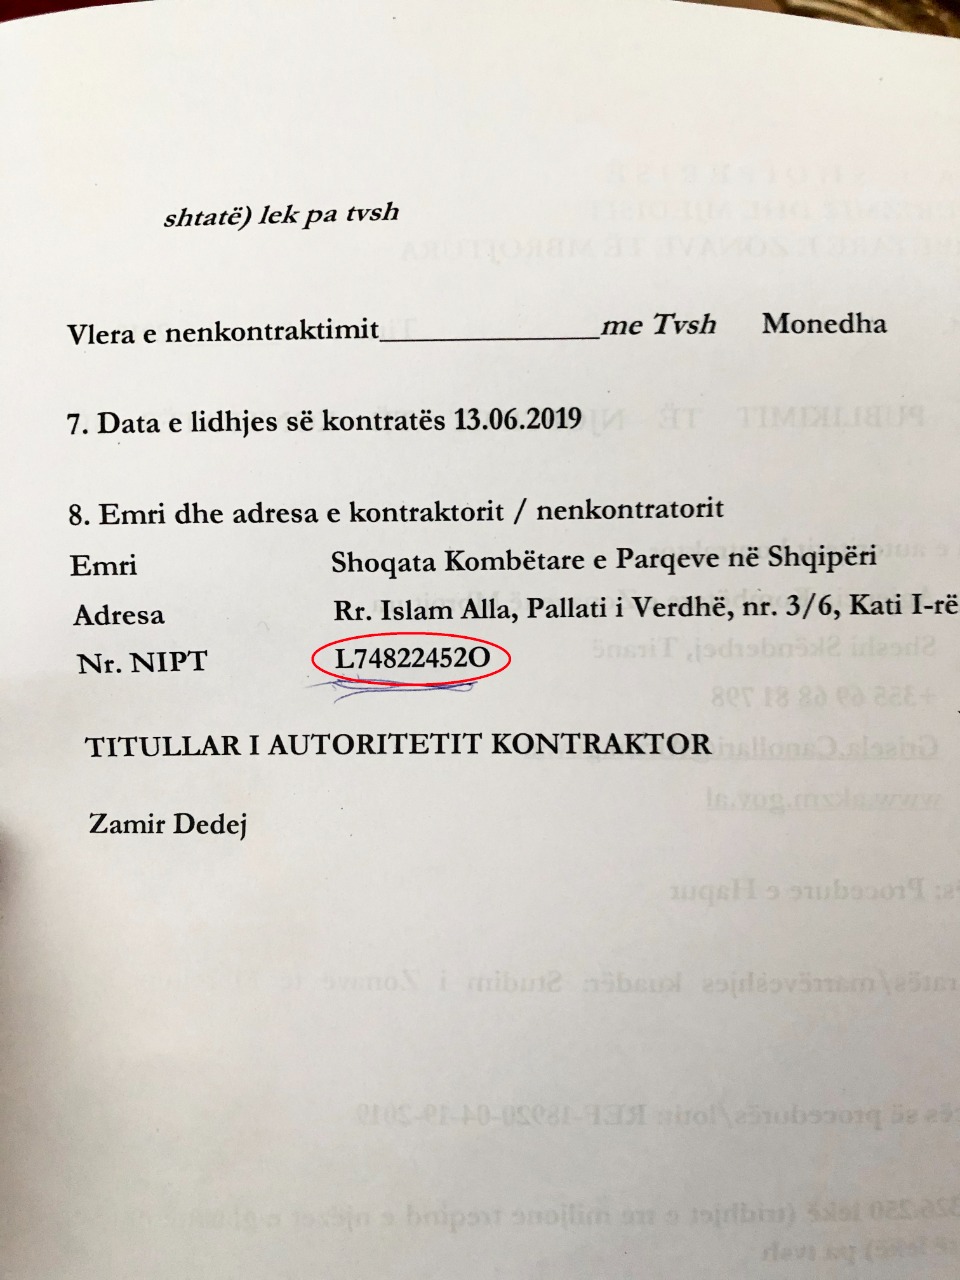 shtatë) lek pa tvsh
Vlera e nenkontraktimit_______________me Tvsh Monedha
7. Data e lidhjes së kontratës 13.06.2019
8. Emri dhe adresa e kontraktorit / nenkontratorit
Emri Shoqata Kombëtare e Parqeve në Shqipëri
Adresa Rr. Islam Alla, Pallati i Verdhë, nr. 3/6, Kati I-rë
Nr. NIPT L74822452O
TITULLAR I AUTORITETIT KONTRAKTOR
Zamir Dedej